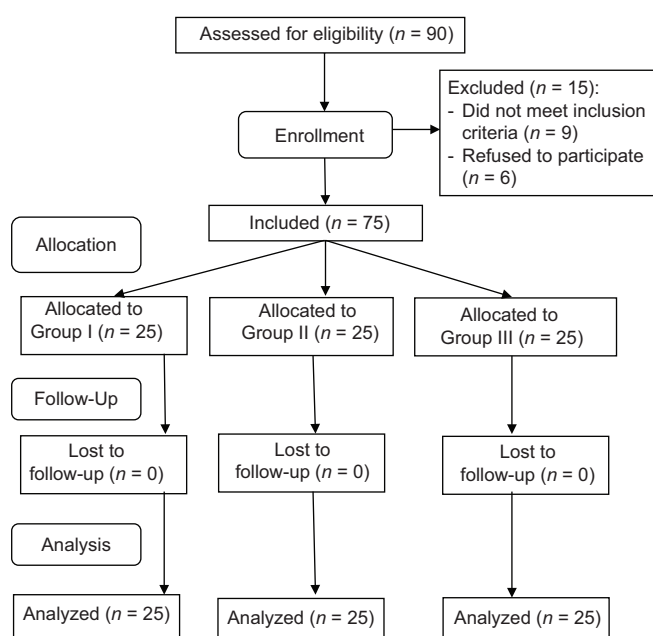 Assessed for eligibility (n = 90)
Enrollment
Excluded (n = 15):
- Did not meet inclusion
criteria (n = 9)
- Refused to participate
(n = 6)
Included (n = 75)
Allocation
Allocated to
Group I (n = 25)
Allocated to
Group II (n = 25)
Allocated to
Group III (n = 25)
Follow-Up
Lost to
follow-up (n = 0)
Lost to
follow-up (n = 0)
Lost to
follow-up (n = 0)
Analysis
Analyzed (n = 25)
Analyzed (n = 25)
Analyzed (n = 25)